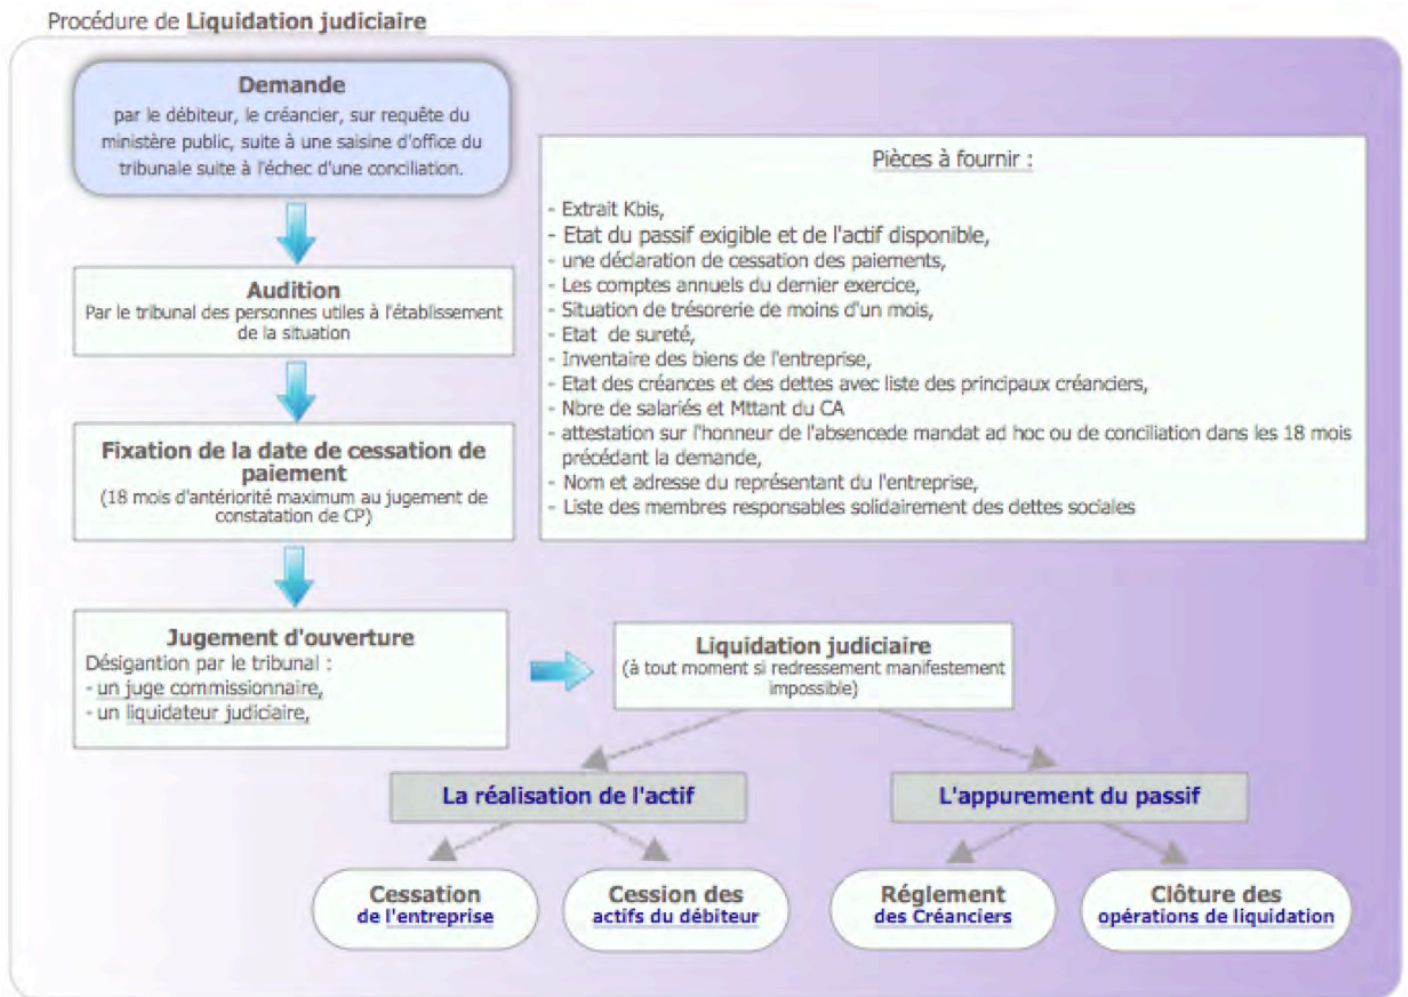 Procédure de Liquidation judiciaire
Demande
par le débiteur, le créancier, sur requête du
ministère public, suite à une saisine d'office du
tribunale suite à l'échec d'une conciliation.
Audition
Par le tribunal des personnes utiles à l'établissement
de la situation
Fixation de la date de cessation de
paiement
(18 mois d'antériorité maximum au jugement de
constatation de CP)
Pièces à fournir :
- Extrait Kbis,
- Etat du passif exigible et de l'actif disponible,
- une déclaration de cessation des paiements,
- Les comptes annuels du dernier exercice,
- Situation de trésorerie de moins d'un mois,
- Etat de sureté,
- Inventaire des biens de l'entreprise,
- Etat des créances et des dettes avec liste des principaux créanciers,
- Nbre de salariés et Mttant du CA
- attestation sur l'honneur de l'absencede mandat ad hoc ou de conciliation dans les 18 mois
précédant la demande,
- Nom et adresse du représentant du l'entreprise,
- Liste des membres responsables solidairement des dettes sociales
Jugement d'ouverture
Désigantion par le tribunal :
- un juge commissionnaire,
- un liquidateur judiciaire,
Liquidation judiciaire
(à tout moment si redressement manifestement
impossible)
La réalisation de l'actif
L'appurement du passif
Cessation
de l'entreprise
Cession des
actifs du débiteur
Réglement
des Créanciers
Clôture des
opérations de liquidation